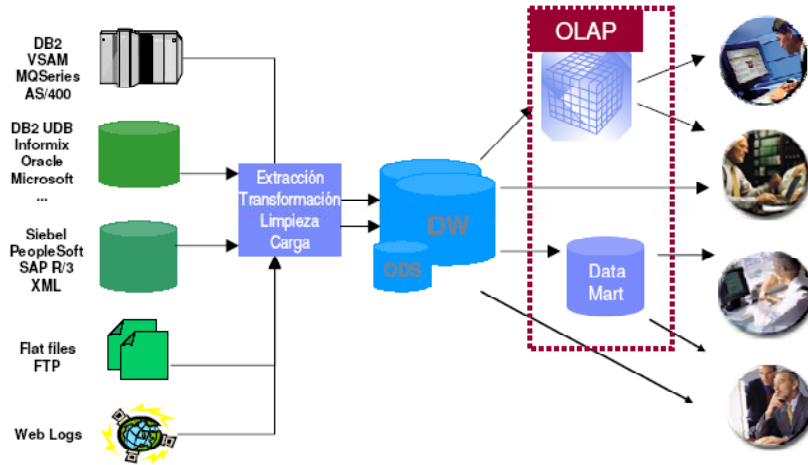 DB2
VSAM
MQSeries
AS/400
DB2 UDB
Informix
Oracle
Microsoft
...
Siebel
PeopleSoft
SAP R/3
XML
Flat files
FTP
Web Logs
Extracción
Transformación
Limpieza
Carga
DW
ODS
OLAP
Data
Mart